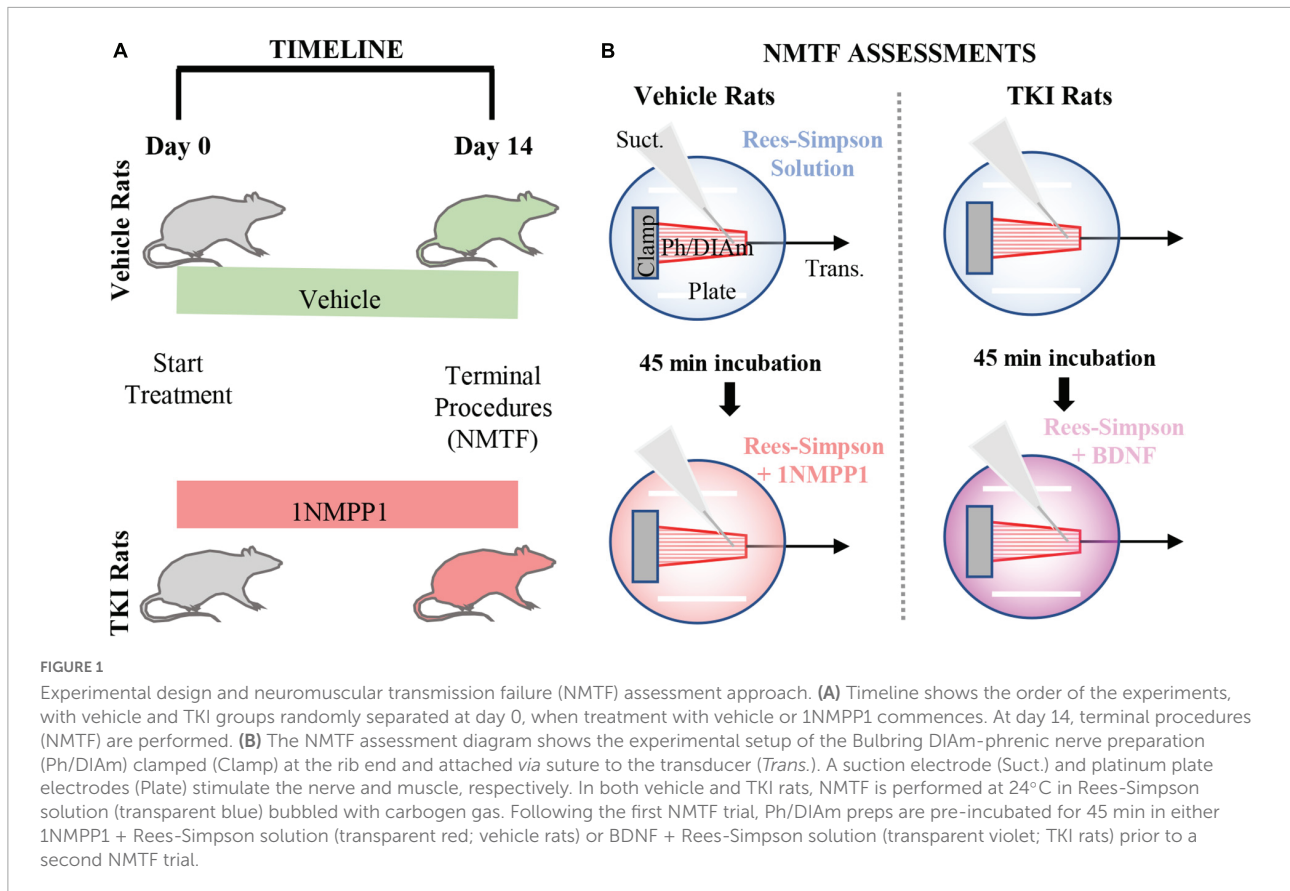 A
TIMELINE
Day 0
Day 14
Vehicle Rats
Vehicle
Start
Treatment
Terminal
Procedures
(NMTF)
1NMPP1
TKI Rats
B
NMTF ASSESSMENTS
Vehicle Rats
TKI Rats
Suct.
Rees-Simpson
Solution
Clamp
Ph/DIAm
Trans.
Plate
45 min incubation
45 min incubation
Rees-Simpson
+ 1NMPP1
Rees-Simpson
+ BDNF
FIGURE 1
Experimental design and neuromuscular transmission failure (NMTF) assessment approach. (A) Timeline shows the order of the experiments,
with vehicle and TKI groups randomly separated at day 0, when treatment with vehicle or 1NMPP1 commences. At day 14, terminal procedures
(NMTF) are performed. (B) The NMTF assessment diagram shows the experimental setup of the Bulbring DIAm-phrenic nerve preparation
(Ph/DIAm) clamped (Clamp) at the rib end and attached via suture to the transducer (Trans.). A suction electrode (Suct.) and platinum plate
electrodes (Plate) stimulate the nerve and muscle, respectively. In both vehicle and TKI rats, NMTF is performed at 24°C in Rees-Simpson
solution (transparent blue) bubbled with carbogen gas. Following the first NMTF trial, Ph/DIAm preps are pre-incubated for 45 min in either
1NMPP1 + Rees-Simpson solution (transparent red; vehicle rats) or BDNF + Rees-Simpson solution (transparent violet; TKI rats) prior to a
second NMTF trial.